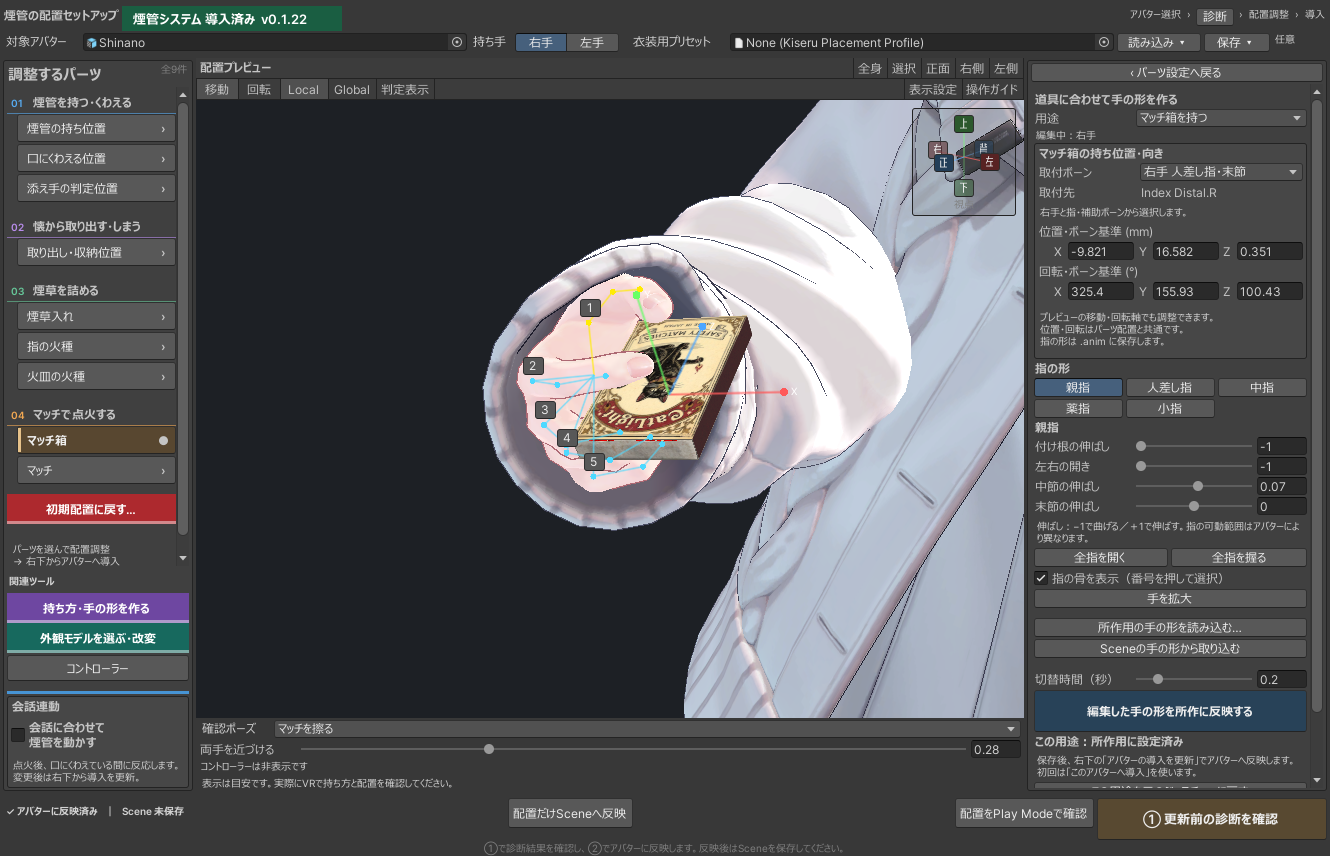 煙管の配置セットアップ
煙管システム 導入済み v0.1.22
アバター選択 › 診断 › 配置調整 › 導入
対象アバター Shinano 持ち手 右手 左手 衣装用プリセット None (Kiseru Placement Profile) 読み込み 保存 任意
調整するパーツ 全9件
01 煙管を持つ・くわえる
煙管の持ち位置 ›
口にくわえる位置 ›
添え手の判定位置 ›
02 懐から取り出す・しまう
取り出し・収納位置 ›
03 煙草を詰める
煙草入れ ›
指の火種 ›
火皿の火種 ›
04 マッチで点火する
マッチ箱
マッチ ›
初期配置に戻す...
パーツを選んで配置調整
→ 右下からアバターへ導入
関連ツール
持ち方・手の形を作る
外観モデルを選ぶ・改変
コントローラー
会話連動
会話に合わせて
煙管を動かす
点火後、口にくわえている間に反応します。
変更後は右下から導入を更新。
配置プレビュー
全身 選択 正面 右側 左側
移動 回転 Local Global 判定表示
表示設定 操作ガイド
上
右 背
正 左
下
1
2
3
4
5
X
SAFETY MATCHES
CatLight
確認ポーズ マッチを擦る
両手を近づける 0.28
コントローラーは非表示です
表示は目安です。実際にVRで持ち方と配置を確認してください。
‹ パーツ設定へ戻る
道具に合わせて手の形を作る
用途 マッチ箱を持つ
編集中：右手
マッチ箱の持ち位置・向き
取付ボーン 右手 人差し指・末節
取付先 Index Distal.R
右手と指・補助ボーンから選択します。
位置・ボーン基準 (mm)
X -9.821 Y 16.582 Z 0.351
回転・ボーン基準 (°)
X 325.4 Y 155.93 Z 100.43
プレビューの移動・回転軸でも調整できます。
位置・回転はパーツ配置と共通です。
指の形は .anim に保存します。
指の形
親指 人差し指 中指
薬指 小指
親指
付け根の伸ばし -1
左右の開き -1
中節の伸ばし 0.07
末節の伸ばし 0
伸ばし：−1で曲げる／＋1で伸ばす。指の可動範囲はアバターにより異なります。
全指を開く 全指を握る
指の骨を表示（番号を押して選択）
手を拡大
所作用の手の形を読み込む...
Sceneの手の形から取り込む
切替時間（秒） 0.2
編集した手の形を所作に反映する
この用途：所作用に設定済み
保存後、右下の「アバターの導入を更新」でアバターへ反映します。
初回は「このアバターへ導入」を使います。
✓ アバターに反映済み | Scene 未保存
配置だけSceneへ反映
配置をPlay Modeで確認
① 更新前の診断を確認
①で診断結果を確認し、②でアバターに反映します。反映後はSceneを保存してください。